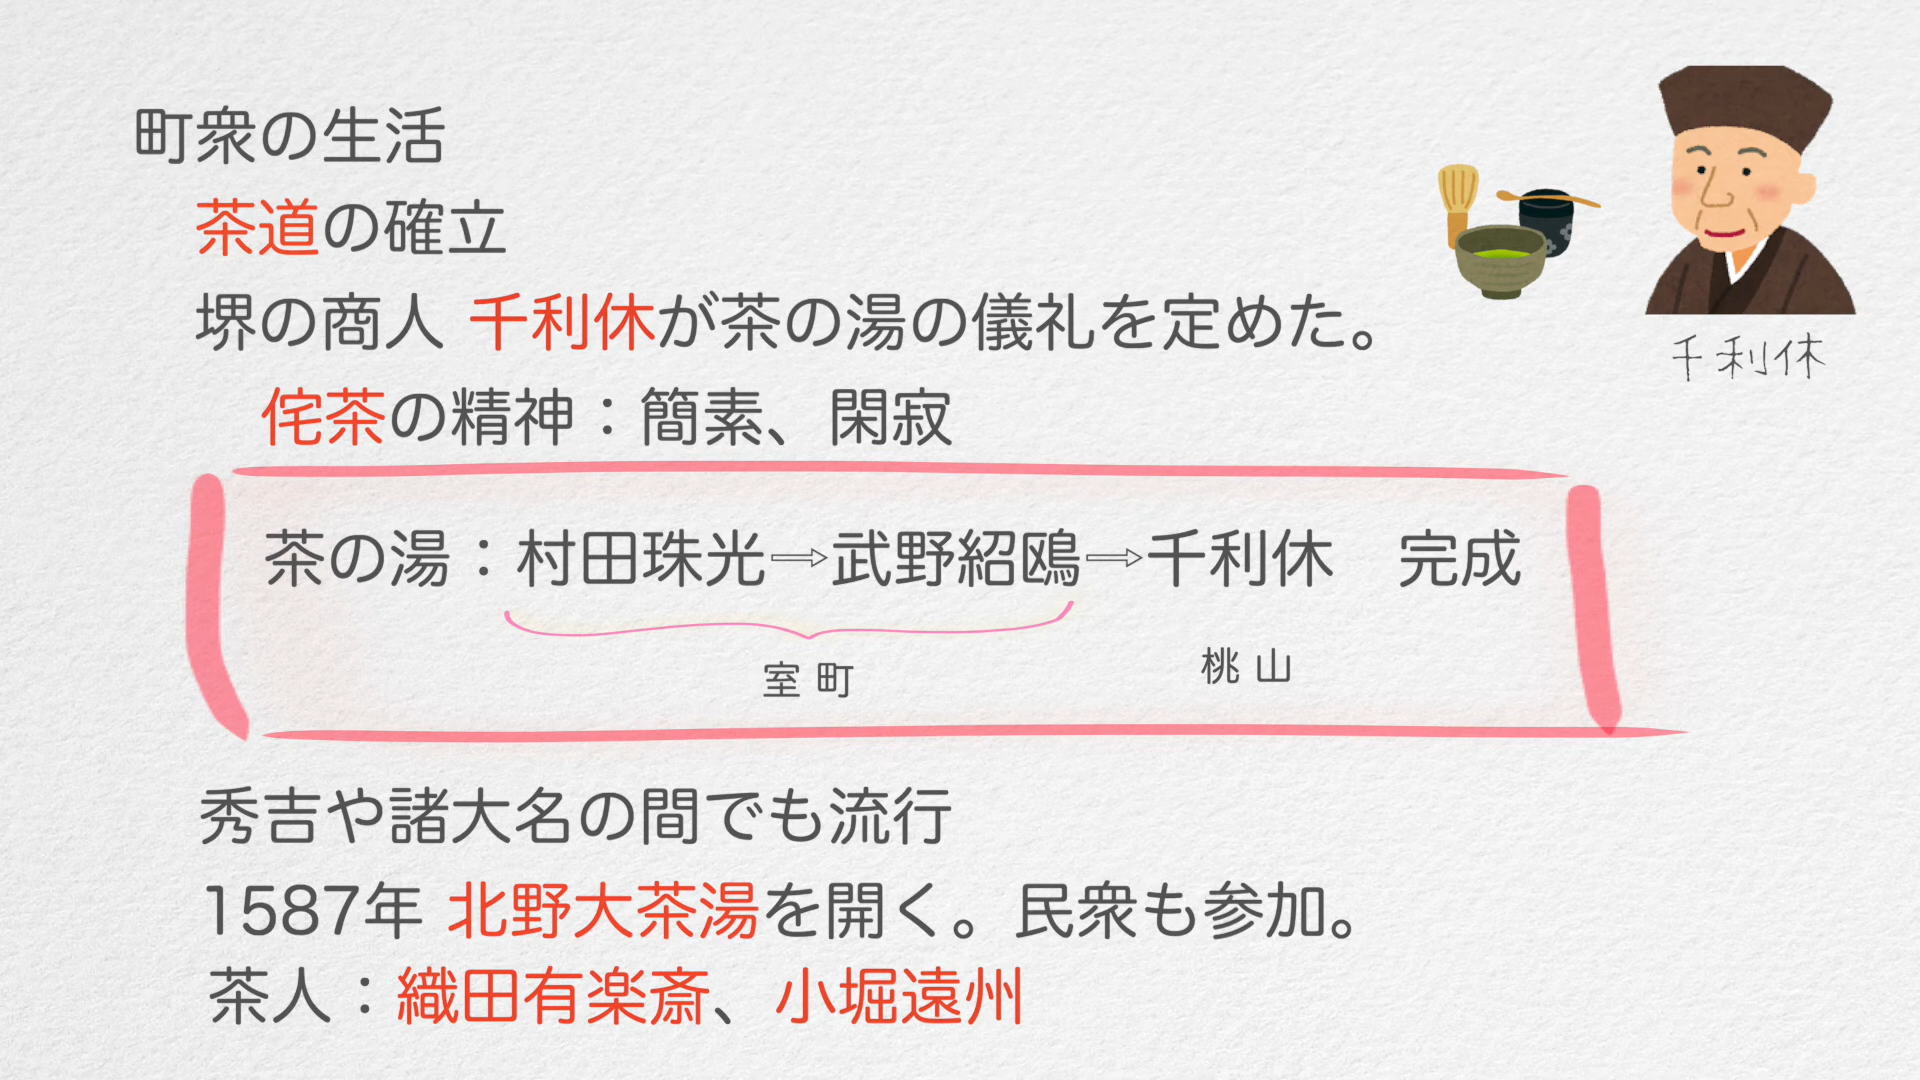 町衆の生活
茶道の確立
堺の商人 千利休が茶の湯の儀礼を定めた。
千利休
侘茶の精神：簡素、閑寂
茶の湯：村田珠光⇒武野紹鴎⇒千利休　完成
室町
桃山
秀吉や諸大名の間でも流行
1587年 北野大茶湯を開く。民衆も参加。
茶人：織田有楽斎、小堀遠州